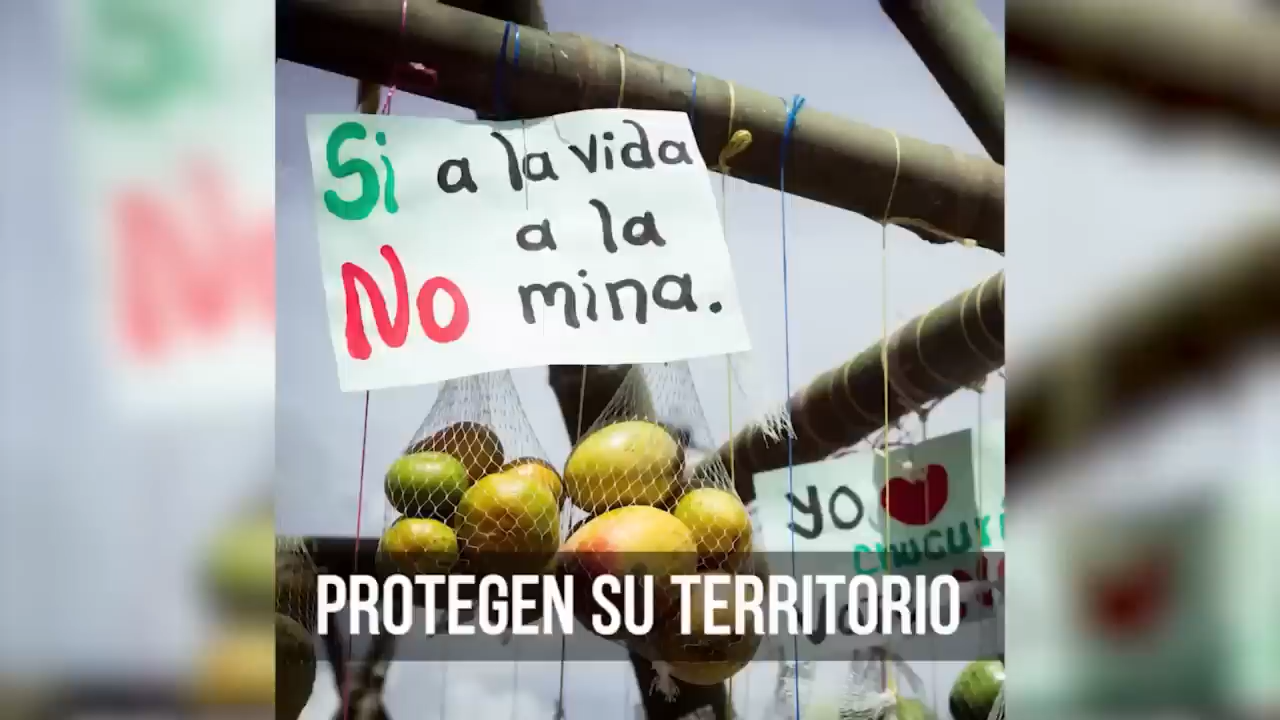 Si a la vida
a la
No mina.
yo
PROTEGEN SU TERRITORIO